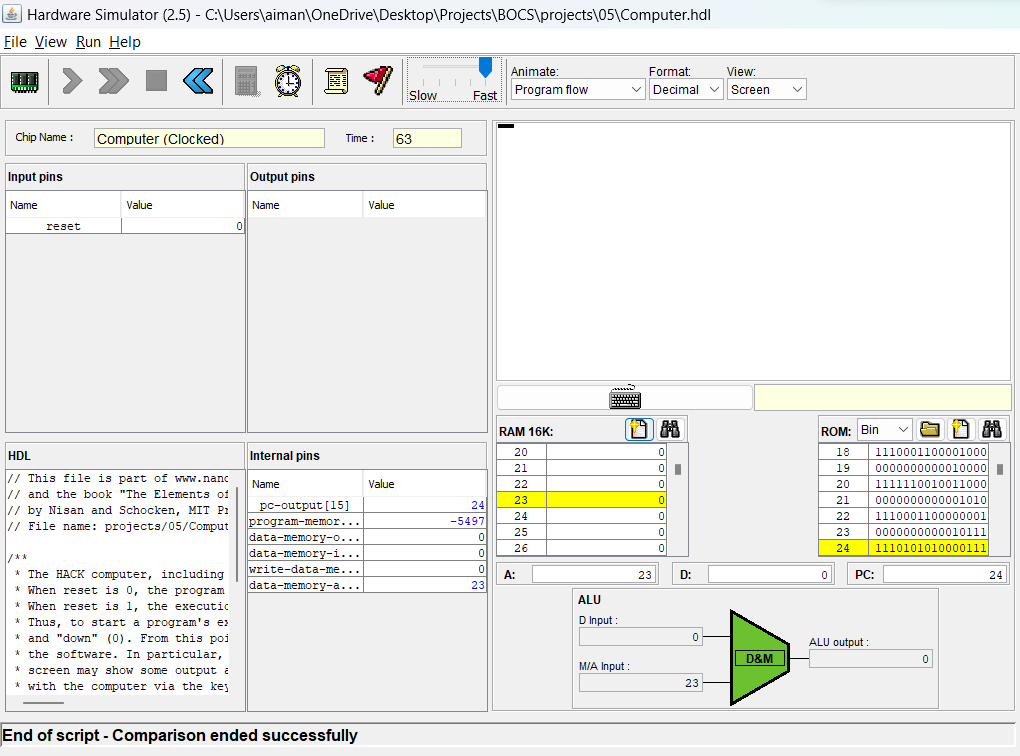 Hardware Simulator (2.5) - C:\Users\aiman\OneDrive\Desktop\Projects\BOCS\projects\05\Computer.hdl
File View Run Help
Slow Fast
Animate: Format: View:
Program flow Decimal Screen
Chip Name : Computer (Clocked) Time : 63
Input pins
Name Value
reset 0
Output pins
Name Value
HDL
// This file is part of www.nand
// and the book "The Elements of
// by Nisan and Schocken, MIT Pr
// File name: projects/05/Comput
/**
* The HACK computer, including
* When reset is 0, the program
* When reset is 1, the executio
* Thus, to start a program's ex
* and "down" (0). From this poi
* the software. In particular,
* screen may show some output a
* with the computer via the key
Internal pins
Name Value
pc-output[15] 24
program-memor... -5497
data-memory-o... 0
data-memory-i... 0
write-data-me... 0
data-memory-a... 23
RAM 16K:
20 0
21 0
22 0
23 0
24 0
25 0
26 0
ROM: Bin
18 1110001100001000
19 0000000000010000
20 1111110010011000
21 0000000000001010
22 1110001100000001
23 0000000000010111
24 1110101010000111
A: 23 D: 0 PC: 24
ALU
D Input :
0
M/A Input :
23
D&M
ALU output :
0
End of script - Comparison ended successfully